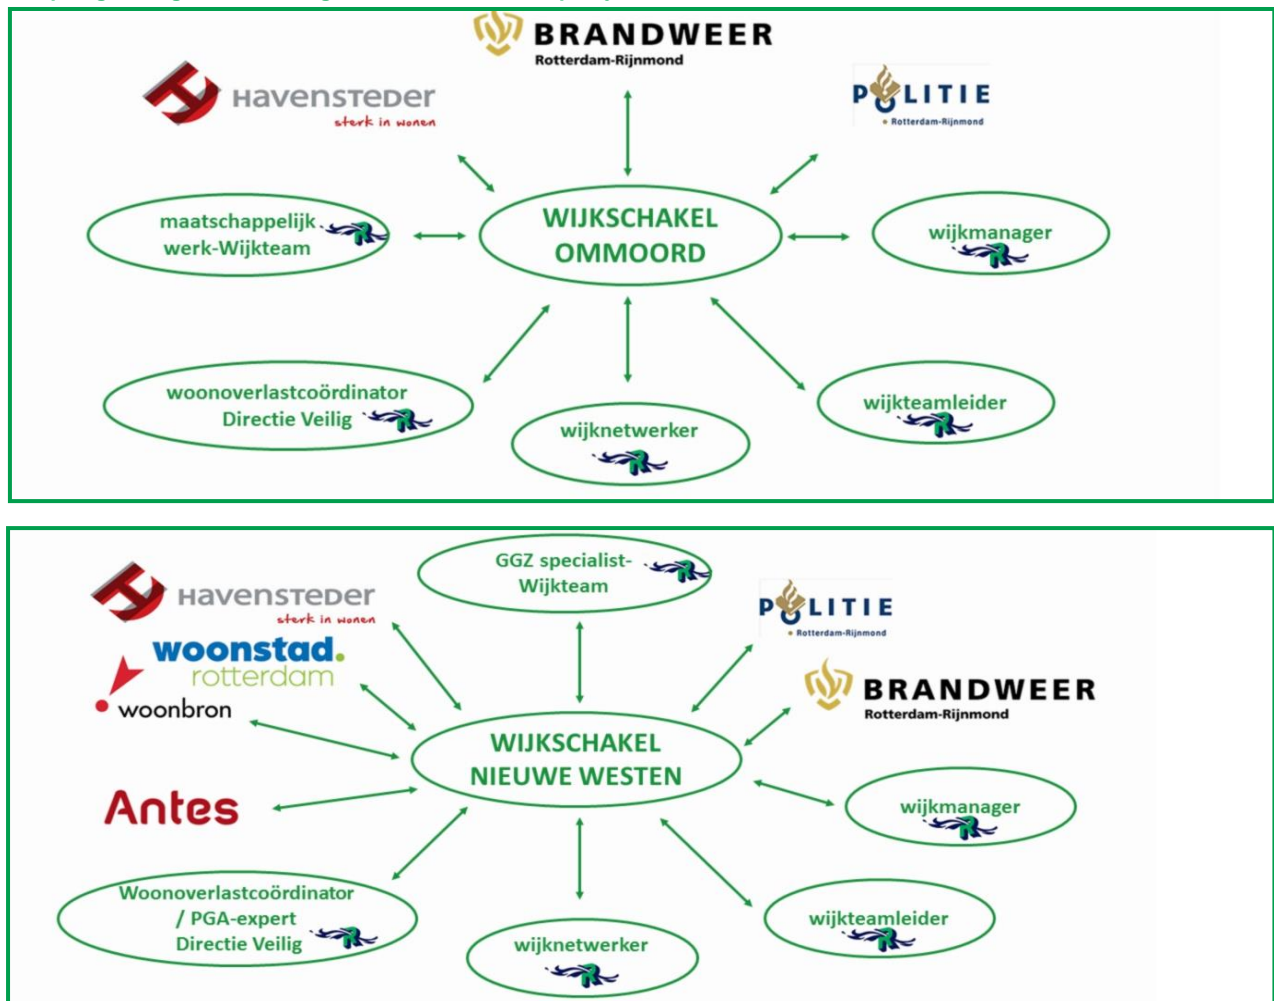 BRANDWEER
Rotterdam-Rijnmond
Havensteder
sterk in wonen
POLITIE
Rotterdam-Rijnmond
maatschappelijk
werk-Wijkteam
WIJKSCHAKEL
OMMOORD
wijkmanager
woonoverlastcoördinator
Directie Veilig
wijknetwerker
wijkteamleider
GGZ specialist-
Wijkteam
Havensteder
sterk in wonen
POLITIE
Rotterdam-Rijnmond
woonstad.
rotterdam
woonbron
BRANDWEER
Rotterdam-Rijnmond
WIJKSCHAKEL
NIEUWE WESTEN
Antes
wijkmanager
Woonoverlastcoördinator
/ PGA-expert
Directie Veilig
wijknetwerker
wijkteamleider